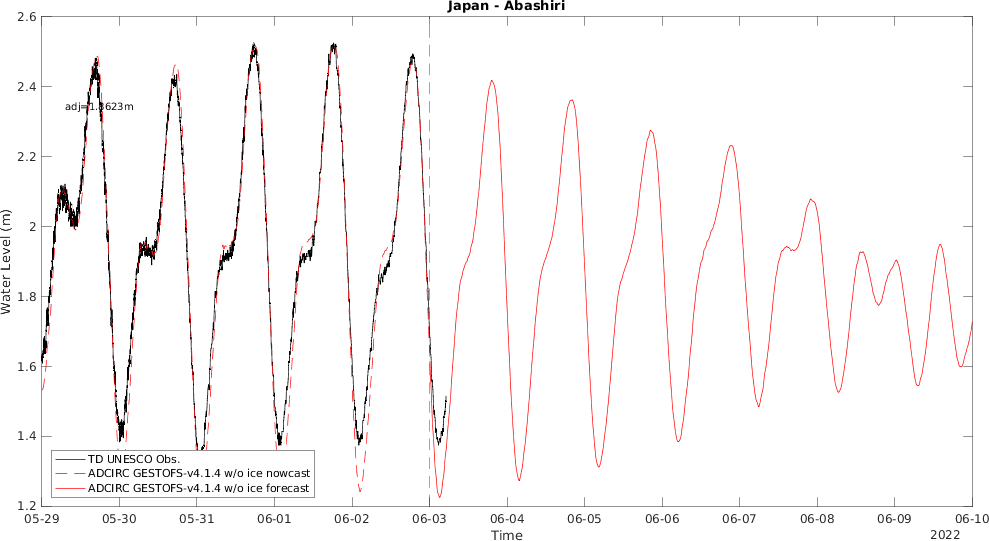 Japan - Abashiri
2.6
2.4
adj=1.8623m
2.2
2
1.8
1.6
1.4
1.2
Water Level (m)
TD UNESCO Obs.
ADCIRC GESTOFS-v4.1.4 w/o ice nowcast
ADCIRC GESTOFS-v4.1.4 w/o ice forecast
05-29 05-30 05-31 06-01 06-02 06-03 06-04 06-05 06-06 06-07 06-08 06-09 06-10
Time
2022